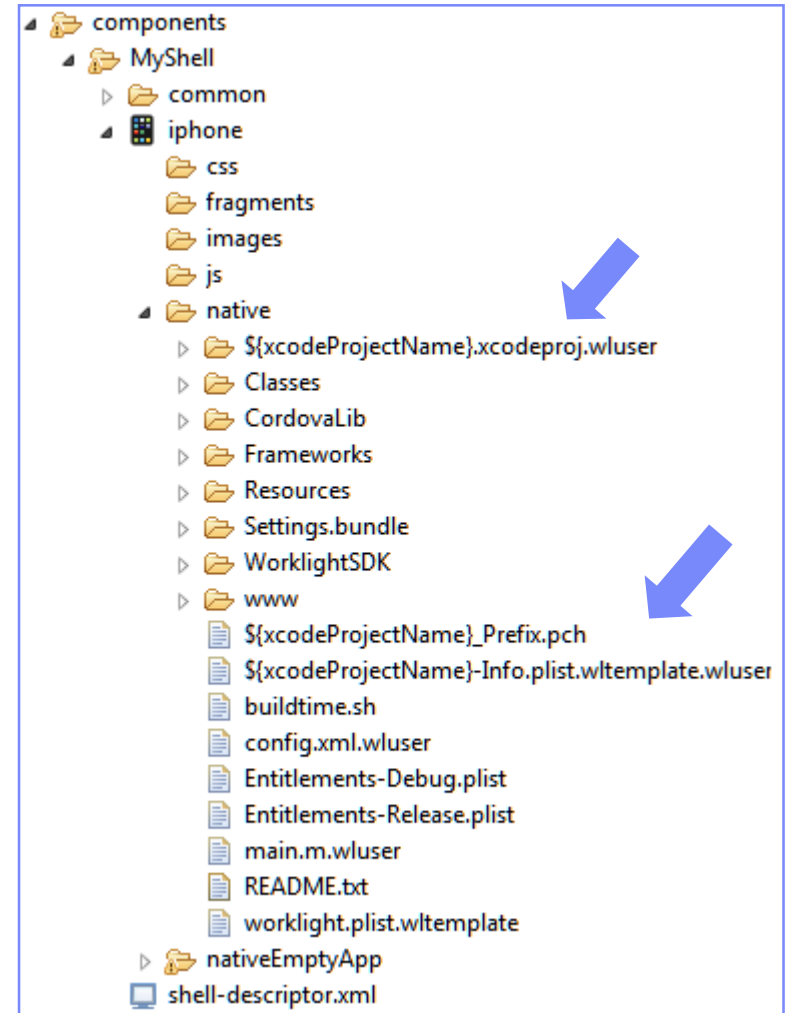 components
MyShell
common
iphone
css
fragments
images
js
native
${xcodeProjectName}.xcodeproj.wluser
Classes
CordovaLib
Frameworks
Resources
Settings.bundle
WorklightSDK
www
${xcodeProjectName}_Prefix.pch
${xcodeProjectName}-Info.plist.wltemplate.wluser
buildtime.sh
config.xml.wluser
Entitlements-Debug.plist
Entitlements-Release.plist
main.m.wluser
README.txt
worklight.plist.wltemplate
nativeEmptyApp
shell-descriptor.xml